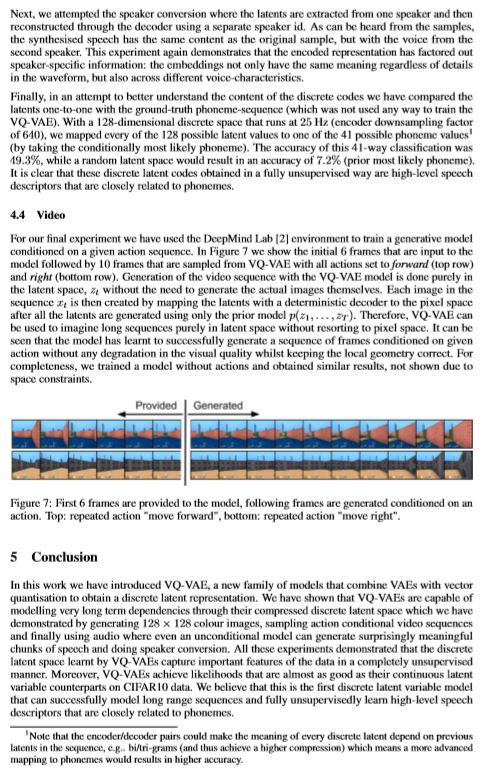 Next, we attempted the speaker conversion where the latents are extracted from one speaker and then
reconstructed through the decoder using a separate speaker id. As can be heard from the samples,
the synthesised speech has the same content as the original sample, but with the voice from the
second speaker. This experiment again demonstrates that the encoded representation has factored out
speaker-specific information: the embeddings not only have the same meaning regardless of details
in the waveform, but also across different voice-characteristics.
Finally, in an attempt to better understand the content of the discrete codes we have compared the
latents one-to-one with the ground-truth phoneme-sequence (which was not used any way to train the
VQ-VAE). With a 128-dimensional discrete space that runs at 25 Hz (encoder downsampling factor
of 640), we mapped every of the 128 possible latent values to one of the 41 possible phoneme values¹
(by taking the conditionally most likely phoneme). The accuracy of this 41-way classification was
49.3%, while a random latent space would result in an accuracy of 7.2% (prior most likely phoneme).
It is clear that these discrete latent codes obtained in a fully unsupervised way are high-level speech
descriptors that are closely related to phonemes.
4.4 Video
For our final experiment we have used the DeepMind Lab [2] environment to train a generative model
conditioned on a given action sequence. In Figure 7 we show the initial 6 frames that are input to the
model followed by 10 frames that are sampled from VQ-VAE with all actions set to forward (top row)
and right (bottom row). Generation of the video sequence with the VQ-VAE model is done purely in
the latent space, z_t without the need to generate the actual images themselves. Each image in the
sequence x_t is then created by mapping the latents with a deterministic decoder to the pixel space
after all the latents are generated using only the prior model p(z₁, . . . , z_T). Therefore, VQ-VAE can
be used to imagine long sequences purely in latent space without resorting to pixel space. It can be
seen that the model has learnt to successfully generate a sequence of frames conditioned on given
action without any degradation in the visual quality whilst keeping the local geometry correct. For
completeness, we trained a model without actions and obtained similar results, not shown due to
space constraints.
Provided Generated
Figure 7: First 6 frames are provided to the model, following frames are generated conditioned on an
action. Top: repeated action "move forward", bottom: repeated action "move right".
5 Conclusion
In this work we have introduced VQ-VAE, a new family of models that combine VAEs with vector
quantisation to obtain a discrete latent representation. We have shown that VQ-VAEs are capable of
modelling very long term dependencies through their compressed discrete latent space which we have
demonstrated by generating 128 × 128 colour images, sampling action conditional video sequences
and finally using audio where even an unconditional model can generate surprisingly meaningful
chunks of speech and doing speaker conversion. All these experiments demonstrated that the discrete
latent space learnt by VQ-VAEs capture important features of the data in a completely unsupervised
manner. Moreover, VQ-VAEs achieve likelihoods that are almost as good as their continuous latent
variable counterparts on CIFAR10 data. We believe that this is the first discrete latent variable model
that can successfully model long range sequences and fully unsupervisedly learn high-level speech
descriptors that are closely related to phonemes.
¹Note that the encoder/decoder pairs could make the meaning of every discrete latent depend on previous
latents in the sequence, e.g.. bi/tri-grams (and thus achieve a higher compression) which means a more advanced
mapping to phonemes would results in higher accuracy.